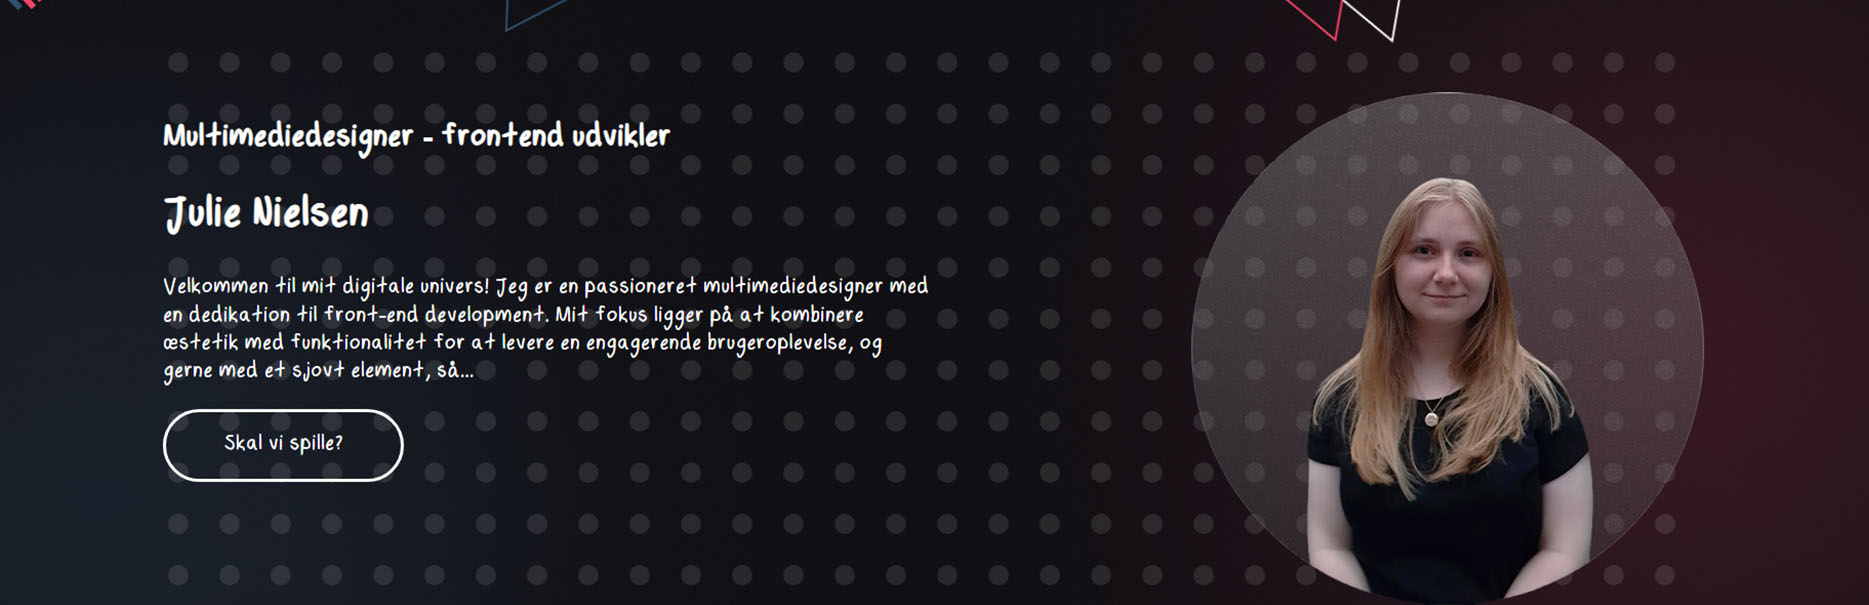 Multimediedesigner - frontend udvikler
Julie Nielsen
Velkommen til mit digitale univers! Jeg er en passioneret multimediedesigner med
en dedikation til front-end development. Mit fokus ligger på at kombinere
æstetik med funktionalitet for at levere en engagerende brugeroplevelse, og
gerne med et sjovt element, så...
Skal vi spille?